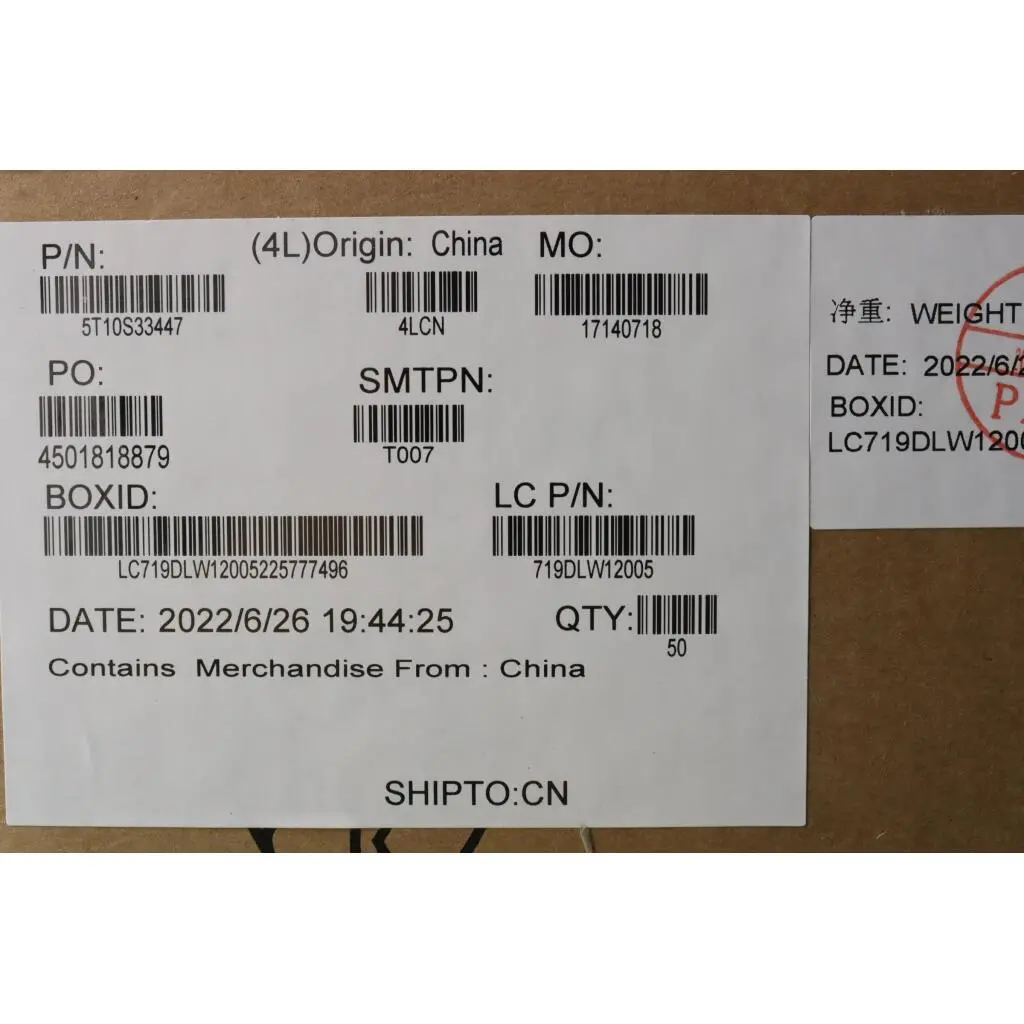 P/N:
5T10S33447
(4L)Origin: China
4LCN
MO:
17140718
PO:
4501818879
SMTPN:
T007
BOXID:
LC719DLW12005225777496
LC P/N:
719DLW12005
DATE: 2022/6/26 19:44:25
QTY:
50
Contains Merchandise From : China
SHIPTO:CN
净重: WEIGHT
DATE: 2022/6/2
BOXID:
LC719DLW1200